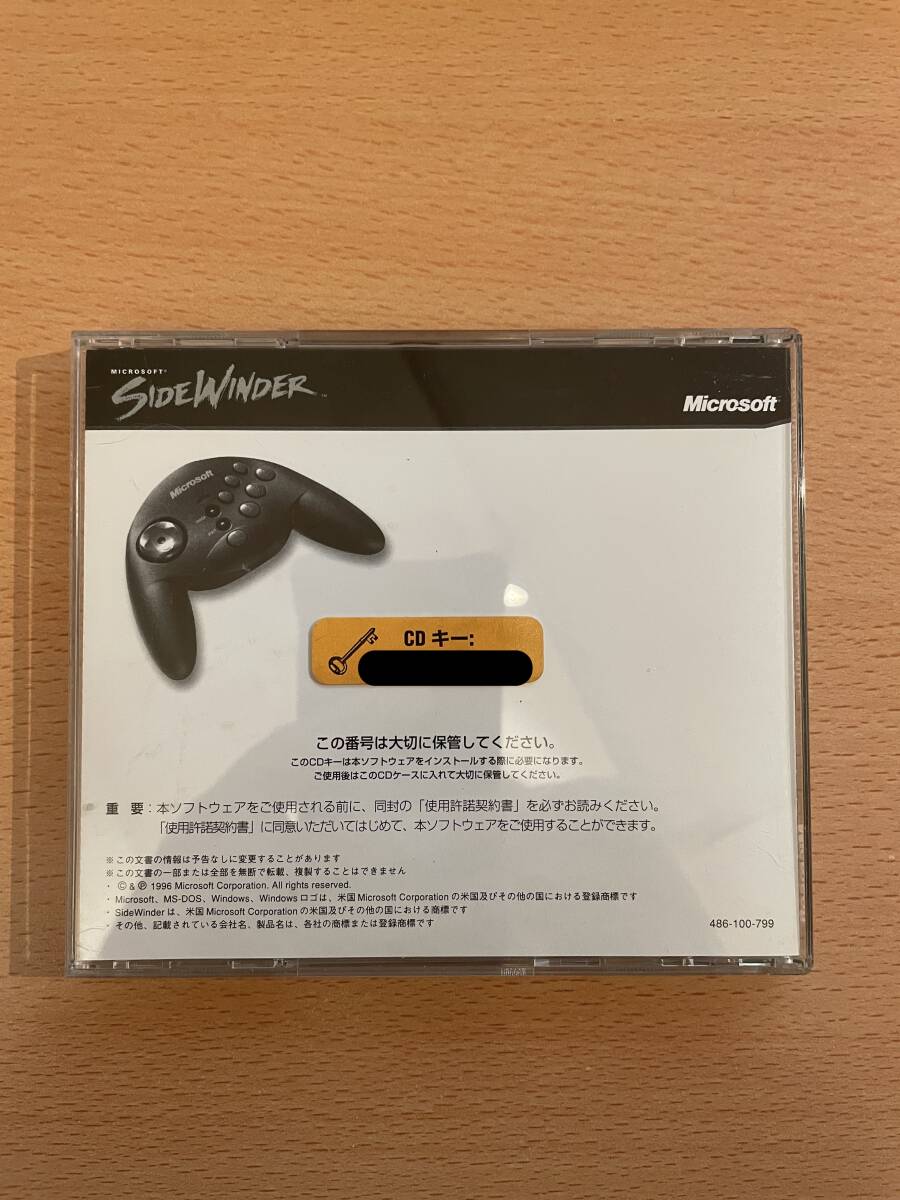 MICROSOFT®
SIDEWINDER™
Microsoft
Microsoft
CD キー:
この番号は大切に保管してください。
このCDキーは本ソフトウェアをインストールする際に必要になります。
ご使用後はこのCDケースに入れて大切に保管してください。
重 要：本ソフトウェアをご使用される前に、同封の「使用許諾契約書」を必ずお読みください。
「使用許諾契約書」に同意いただいてはじめて、本ソフトウェアをご使用することができます。
※この文書の情報は予告なしに変更することがあります
※この文書の一部または全部を無断で転載、複製することはできません
・ © & ℗ 1996 Microsoft Corporation. All rights reserved.
・ Microsoft、MS-DOS、Windows、Windows ロゴは、米国 Microsoft Corporation の米国及びその他の国における登録商標です
・ SideWinder は、米国 Microsoft Corporation の米国及びその他の国における商標です
・ その他、記載されている会社名、製品名は、各社の商標または登録商標です
486-100-799